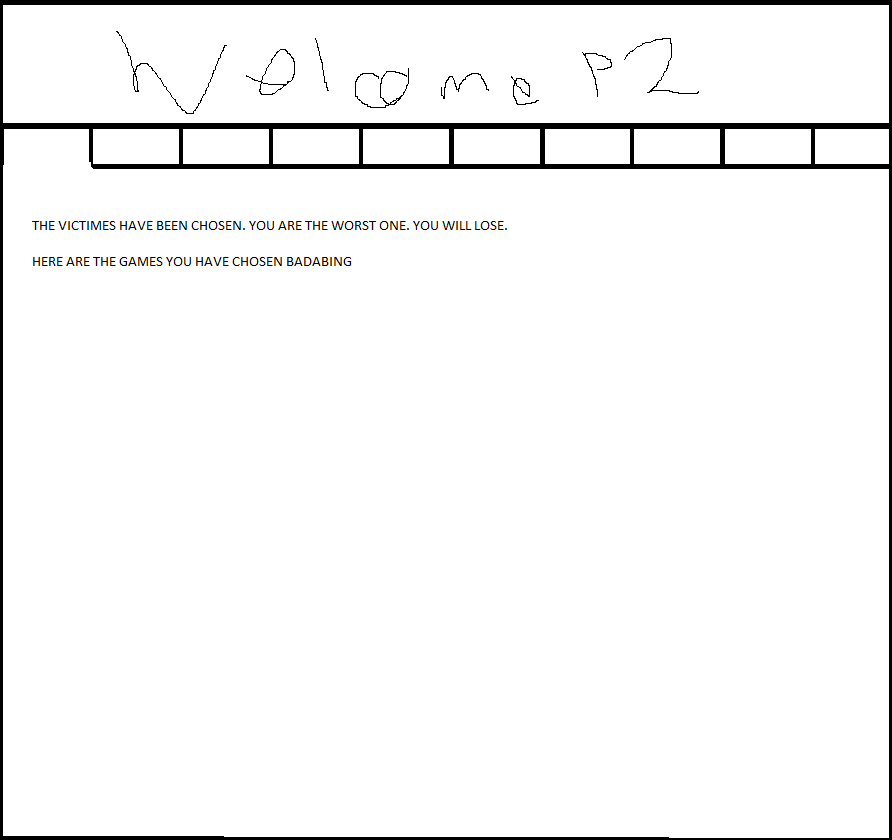 Welcome P2
THE VICTIMES HAVE BEEN CHOSEN. YOU ARE THE WORST ONE. YOU WILL LOSE.
HERE ARE THE GAMES YOU HAVE CHOSEN BADABING